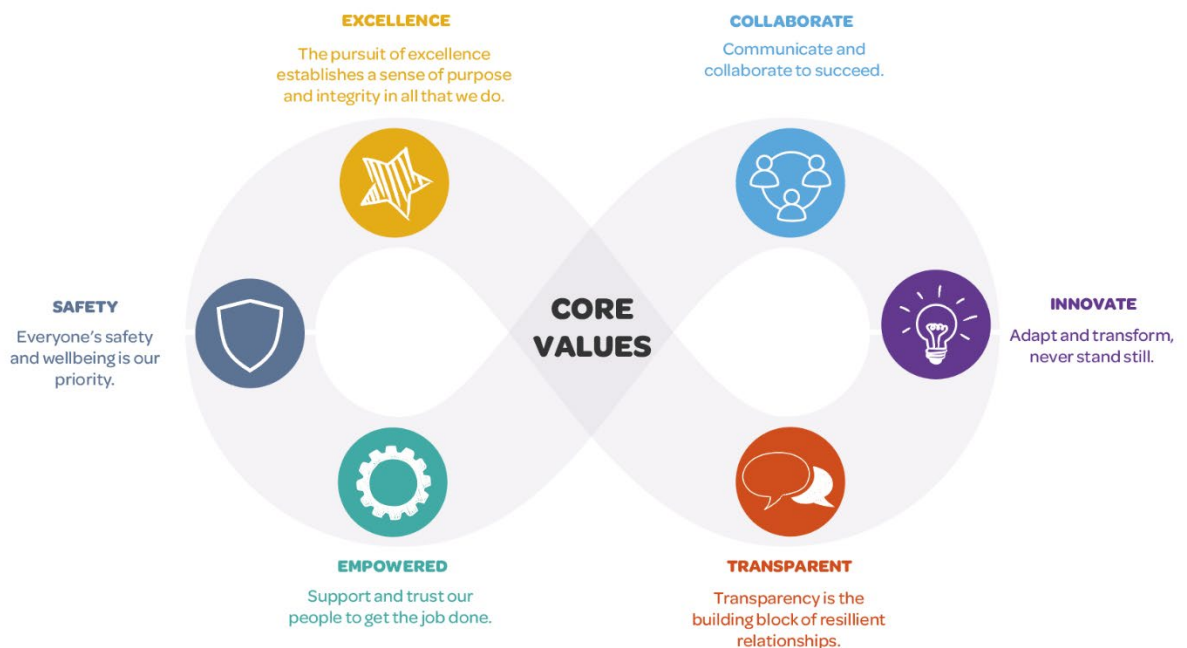 EXCELLENCE
The pursuit of excellence
establishes a sense of purpose
and integrity in all that we do.
COLLABORATE
Communicate and
collaborate to succeed.
SAFETY
Everyone’s safety
and wellbeing is our
priority.
CORE
VALUES
INNOVATE
Adapt and transform,
never stand still.
EMPOWERED
Support and trust our
people to get the job done.
TRANSPARENT
Transparency is the
building block of resillient
relationships.